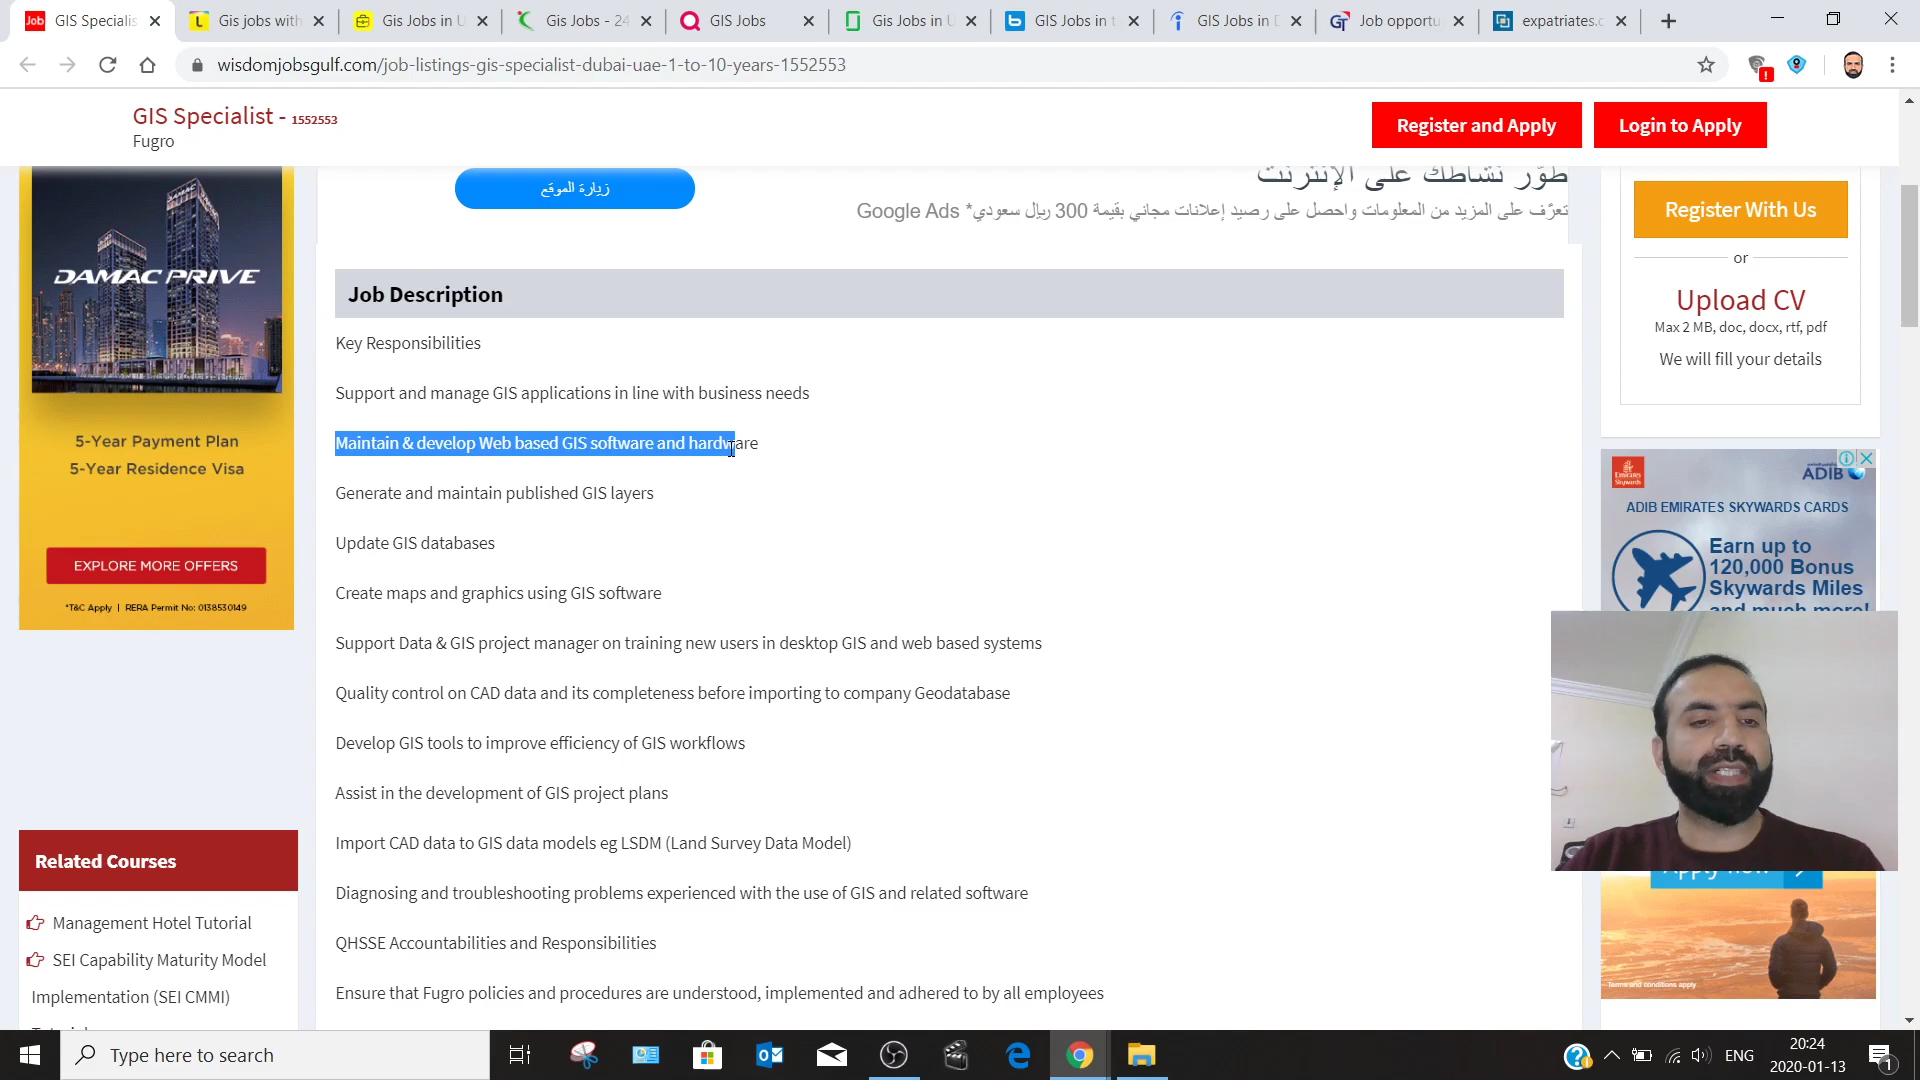 Job GIS Specialis
Gis jobs with
Gis Jobs in U
Gis Jobs - 24
GIS Jobs
Gis Jobs in U
GIS Jobs in t
GIS Jobs in D
GT Job opportu
expatriates.c
wisdomjobsgulf.com/job-listings-gis-specialist-dubai-uae-1-to-10-years-1552553
GIS Specialist - 1552553
Fugro
Register and Apply
Login to Apply
DAMAC PRIVE
5-Year Payment Plan
5-Year Residence Visa
EXPLORE MORE OFFERS
*T&C Apply | RERA Permit No: 0138530149
طوّر نشاطك على الإنترنت
تعرَّف على المزيد من المعلومات واحصل على رصيد إعلانات مجاني بقيمة 300 ريال سعودي* Google Ads
زيارة الموقع
Job Description
Key Responsibilities
Support and manage GIS applications in line with business needs
Maintain & develop Web based GIS software and hardware
Generate and maintain published GIS layers
Update GIS databases
Create maps and graphics using GIS software
Support Data & GIS project manager on training new users in desktop GIS and web based systems
Quality control on CAD data and its completeness before importing to company Geodatabase
Develop GIS tools to improve efficiency of GIS workflows
Assist in the development of GIS project plans
Import CAD data to GIS data models eg LSDM (Land Survey Data Model)
Diagnosing and troubleshooting problems experienced with the use of GIS and related software
QHSSE Accountabilities and Responsibilities
Ensure that Fugro policies and procedures are understood, implemented and adhered to by all employees
Related Courses
Management Hotel Tutorial
SEI Capability Maturity Model
Implementation (SEI CMMI)
Register With Us
or
Upload CV
Max 2 MB, doc, docx, rtf, pdf
We will fill your details
Emirates
Skywards
ADIB
ADIB EMIRATES SKYWARDS CARDS
Earn up to
120,000 Bonus
Skywards Miles
and much more!
Apply now
Terms and conditions apply
Type here to search
ENG
20:24
2020-01-13
1